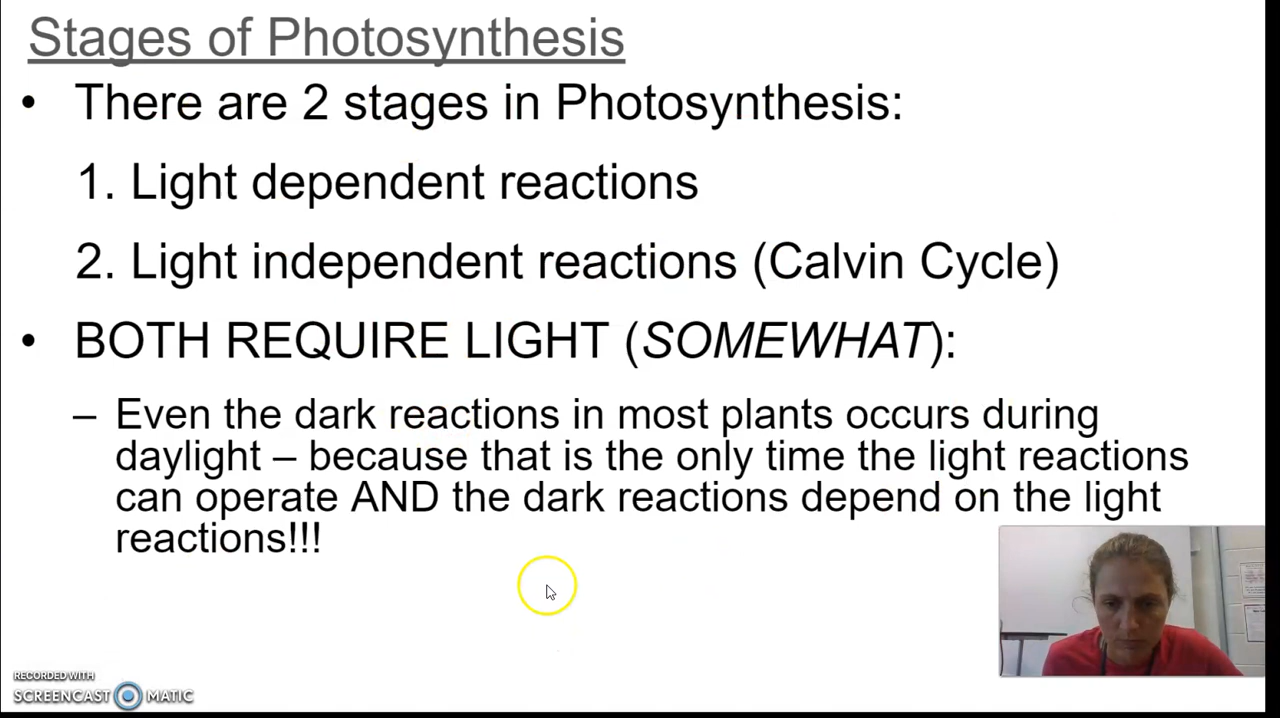 Stages of Photosynthesis
• There are 2 stages in Photosynthesis:
1. Light dependent reactions
2. Light independent reactions (Calvin Cycle)
• BOTH REQUIRE LIGHT (SOMEWHAT):
– Even the dark reactions in most plants occurs during
daylight – because that is the only time the light reactions
can operate AND the dark reactions depend on the light
reactions!!!
RECORDED WITH
SCREENCAST MATIC